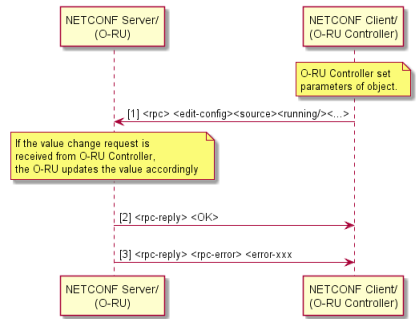 NETCONF Server/
(O-RU)
NETCONF Client/
(O-RU Controller)
O-RU Controller set
parameters of object.
[1] <rpc> <edit-config><source><running/><...>
If the value change request is
received from O-RU Controller,
the O-RU updates the value accordingly
[2] <rpc-reply> <OK>
[3] <rpc-reply> <rpc-error> <error-xxx
NETCONF Server/
(O-RU)
NETCONF Client/
(O-RU Controller)